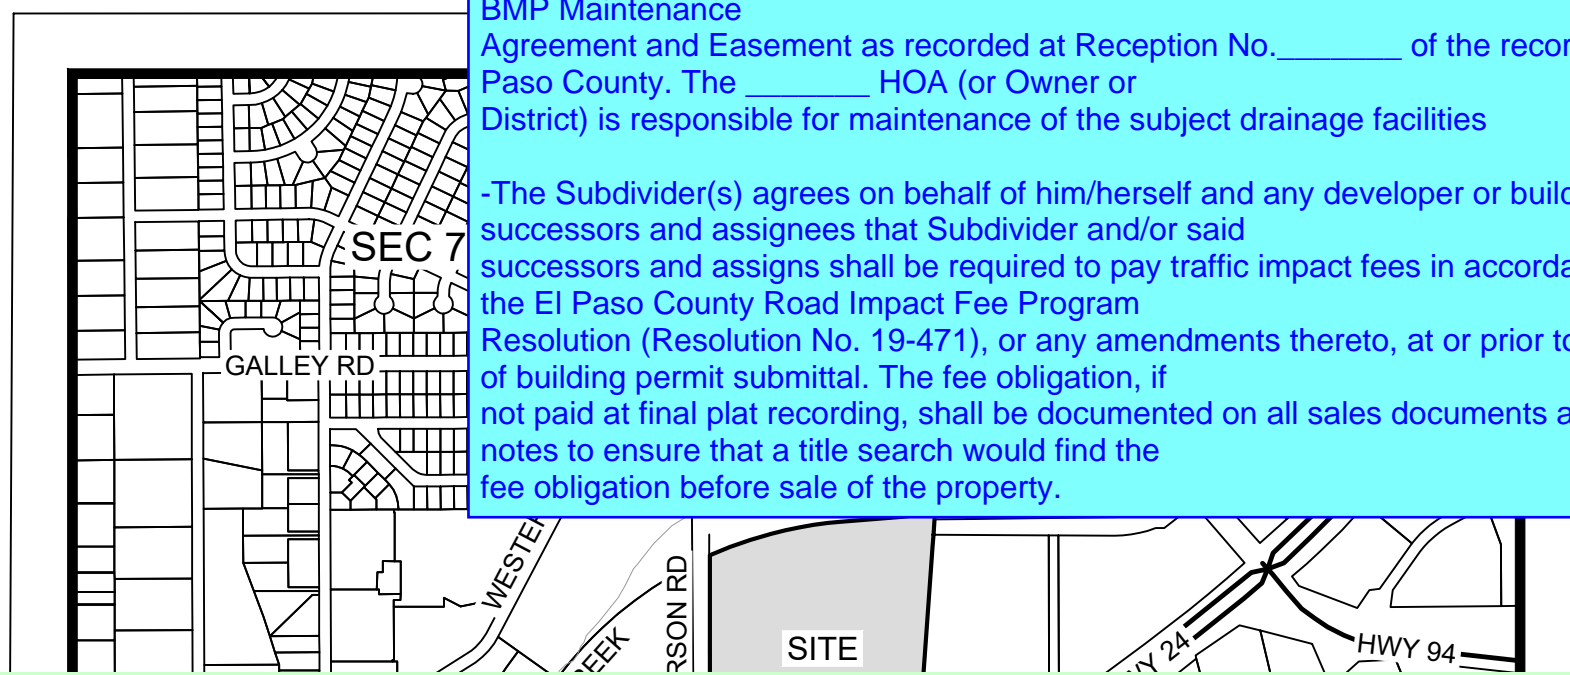 BMP Maintenance
Agreement and Easement as recorded at Reception No._______ of the
Paso County. The _______ HOA (or Owner or
District) is responsible for maintenance of the subject drainage facilities
-The Subdivider(s) agrees on behalf of him/herself and any developer or
successors and assignees that Subdivider and/or said
successors and assigns shall be required to pay traffic impact fees in
the El Paso County Road Impact Fee Program
Resolution (Resolution No. 19-471), or any amendments thereto, at or prior to
of building permit submittal. The fee obligation, if
not paid at final plat recording, shall be documented on all sales documents
notes to ensure that a title search would find the
fee obligation before sale of the property.
SEC 7
GALLEY RD
SITE
24
HWY 94
RD